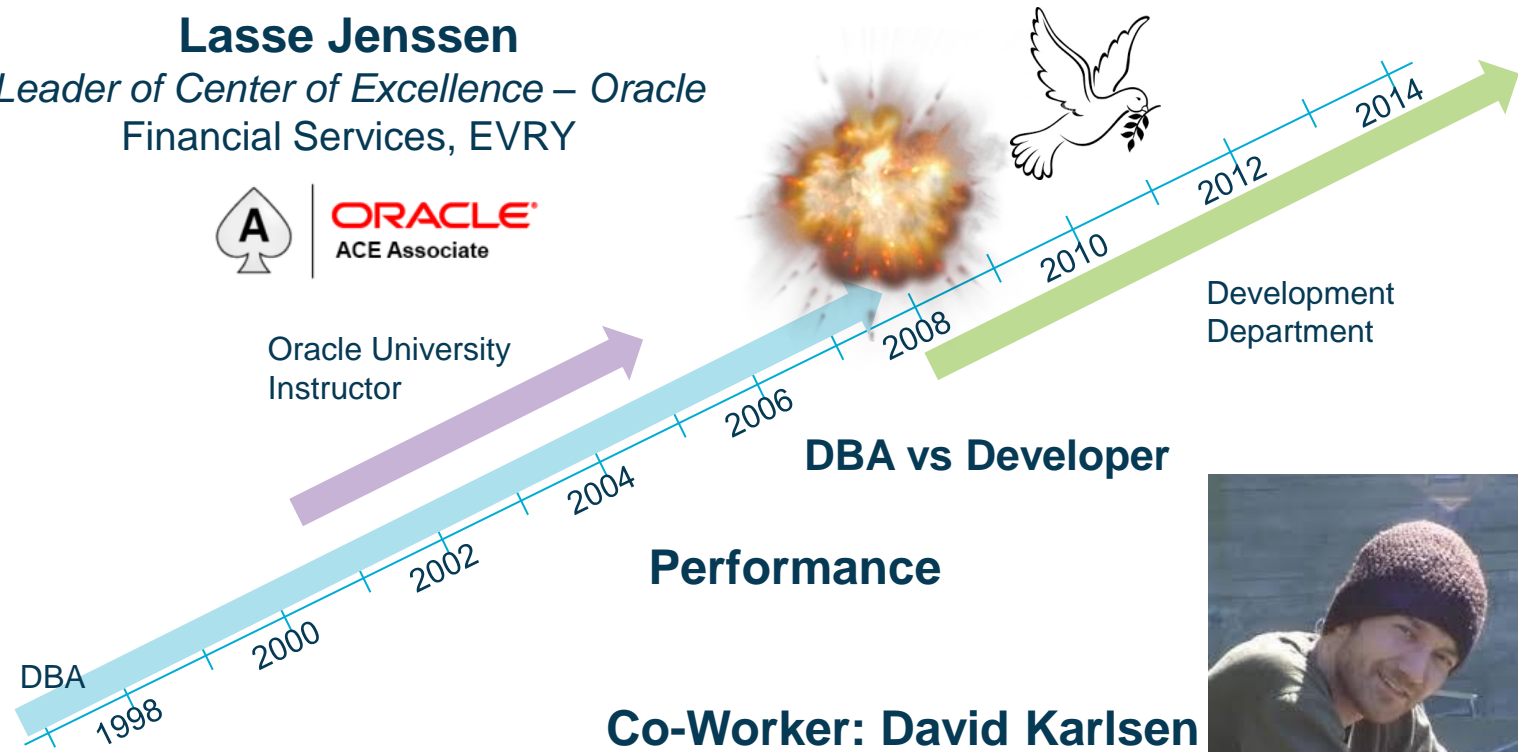 Lasse Jenssen
Leader of Center of Excellence – Oracle
Financial Services, EVRY
A
ORACLE®
ACE Associate
2014
2012
2010
Development
Department
2008
Oracle University
Instructor
2006
DBA vs Developer
2004
2002
Performance
2000
DBA
1998
Co-Worker: David Karlsen